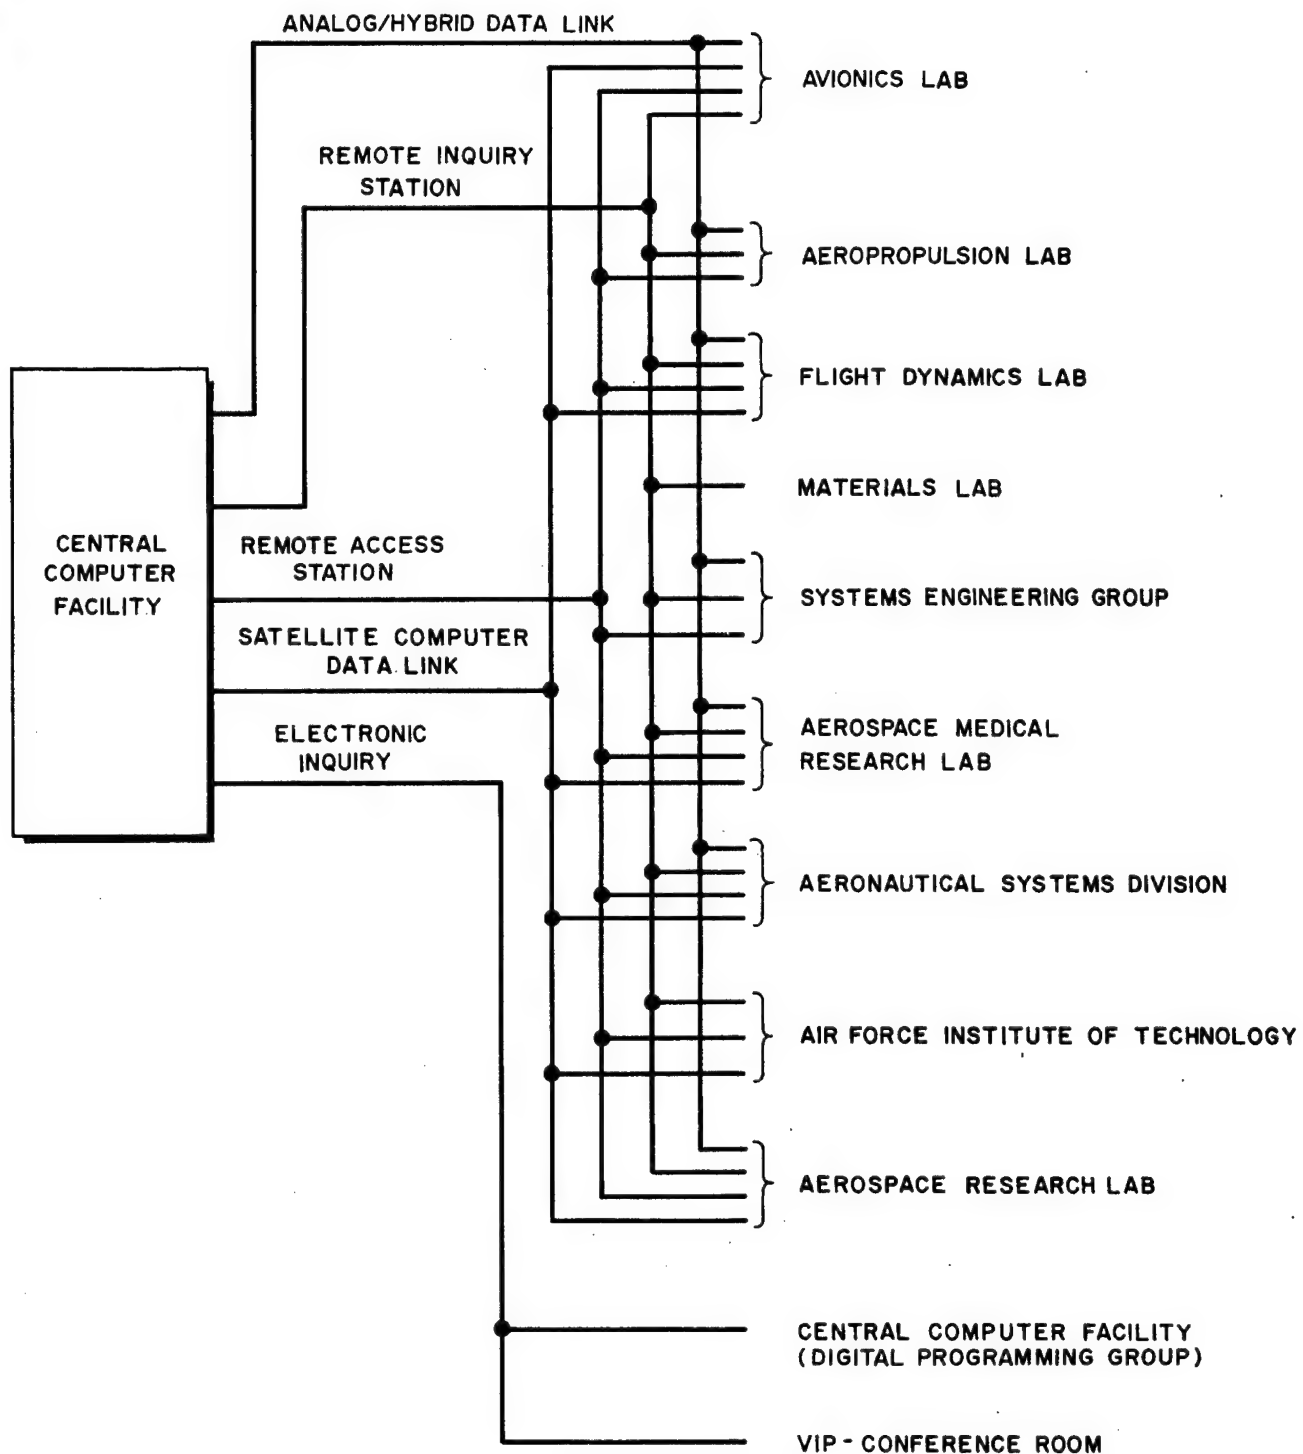 ANALOG/HYBRID DATA LINK
AVIONICS LAB
REMOTE INQUIRY
STATION
AEROPROPULSION LAB
FLIGHT DYNAMICS LAB
MATERIALS LAB
CENTRAL
COMPUTER
FACILITY
REMOTE ACCESS
STATION
SYSTEMS ENGINEERING GROUP
SATELLITE COMPUTER
DATA LINK
ELECTRONIC
INQUIRY
AEROSPACE MEDICAL
RESEARCH LAB
AERONAUTICAL SYSTEMS DIVISION
AIR FORCE INSTITUTE OF TECHNOLOGY
AEROSPACE RESEARCH LAB
CENTRAL COMPUTER FACILITY
(DIGITAL PROGRAMMING GROUP)
VIP - CONFERENCE ROOM